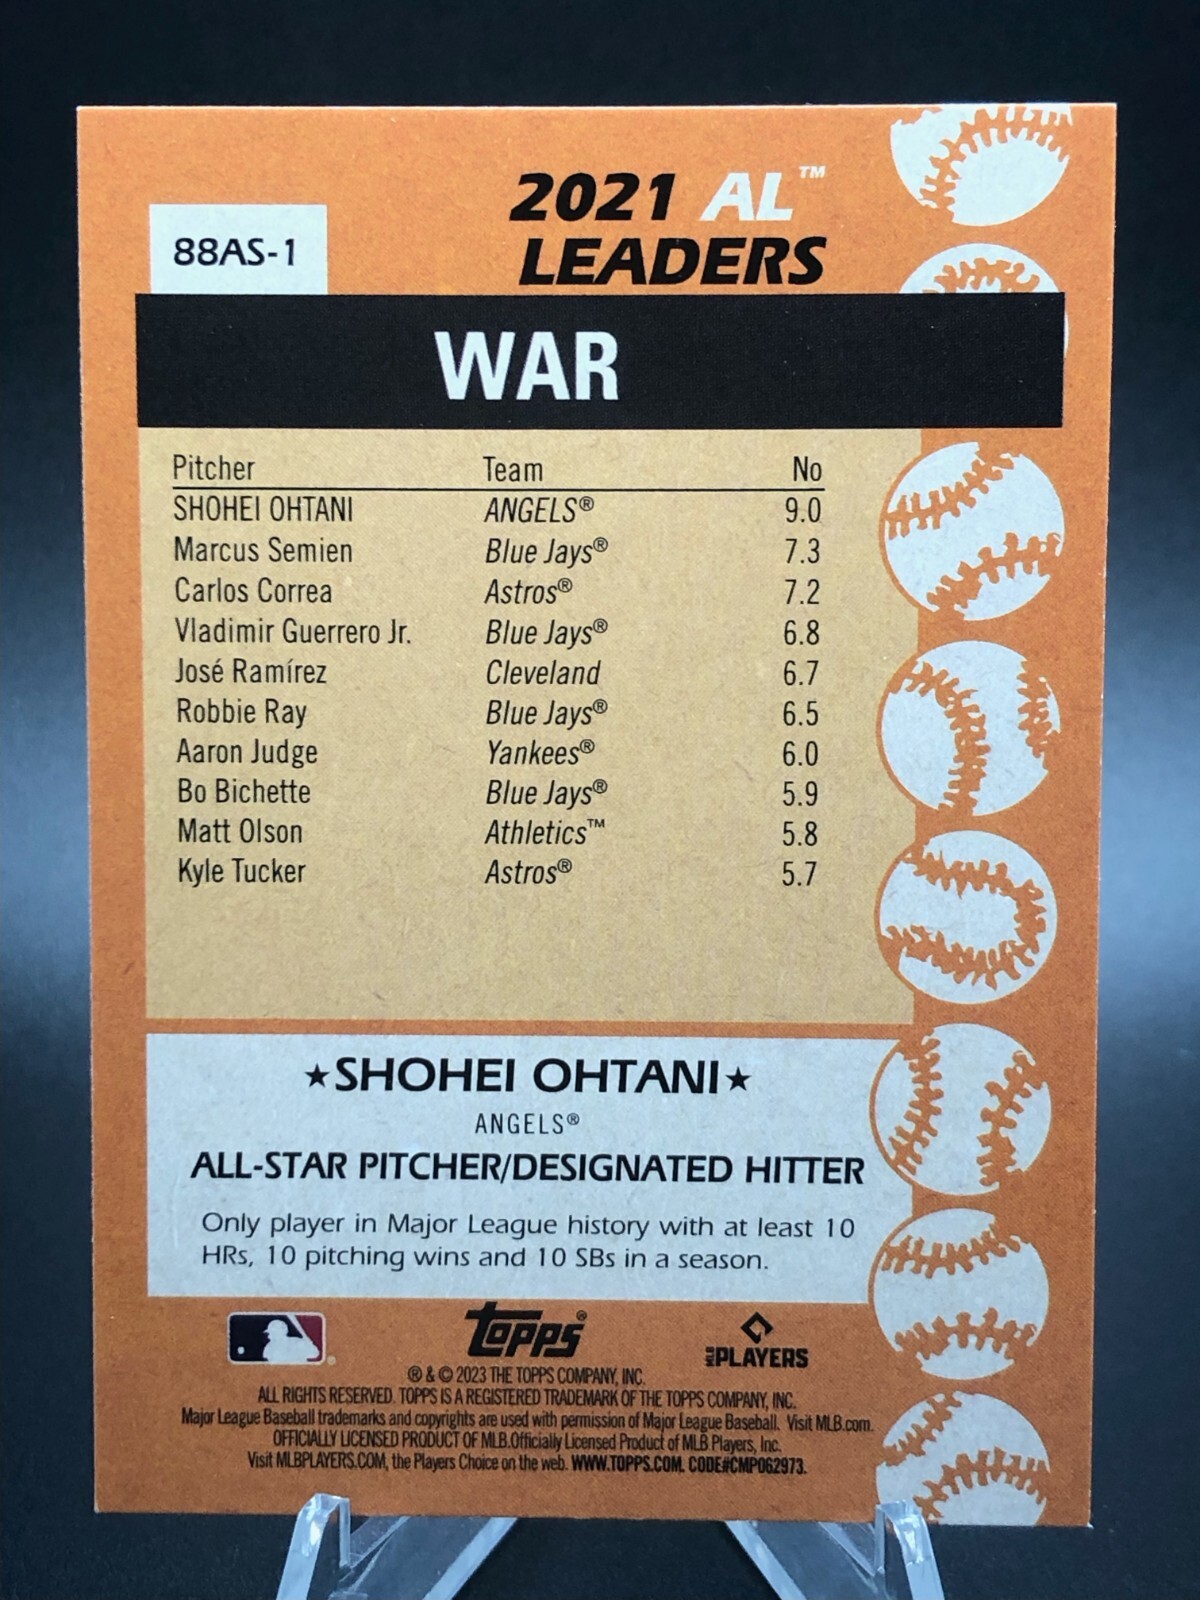 2021 AL™
LEADERS
88AS-1
WAR
Pitcher Team No
SHOHEI OHTANI ANGELS® 9.0
Marcus Semien Blue Jays® 7.3
Carlos Correa Astros® 7.2
Vladimir Guerrero Jr. Blue Jays® 6.8
José Ramírez Cleveland 6.7
Robbie Ray Blue Jays® 6.5
Aaron Judge Yankees® 6.0
Bo Bichette Blue Jays® 5.9
Matt Olson Athletics™ 5.8
Kyle Tucker Astros® 5.7
★SHOHEI OHTANI★
ANGELS®
ALL-STAR PITCHER/DESIGNATED HITTER
Only player in Major League history with at least 10
HRs, 10 pitching wins and 10 SBs in a season.
Topps® MLB PLAYERS
® & © 2023 THE TOPPS COMPANY, INC.
ALL RIGHTS RESERVED. TOPPS IS A REGISTERED TRADEMARK OF THE TOPPS COMPANY, INC.
Major League Baseball trademarks and copyrights are used with permission of Major League Baseball. Visit MLB.com.
OFFICIALLY LICENSED PRODUCT OF MLB.Officially Licensed Product of MLB Players, Inc.
Visit MLBPLAYERS.COM, the Players Choice on the web. WWW.TOPPS.COM. CODE#CMP062973.